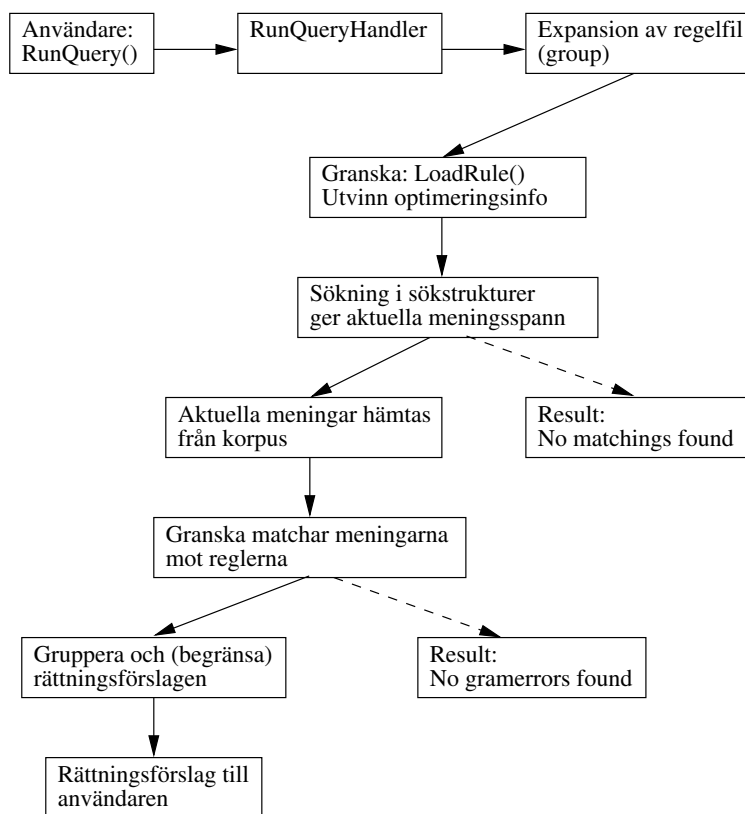 Användare:
RunQuery()
RunQueryHandler
Expansion av regelfil
(group)
Granska: LoadRule()
Utvinn optimeringsinfo
Sökning i sökstrukturer
ger aktuella meningsspann
Aktuella meningar hämtas
från korpus
Result:
No matchings found
Granska matchar meningarna
mot reglerna
Gruppera och (begränsa)
rättningsförslagen
Result:
No gramerrors found
Rättningsförslag till
användaren